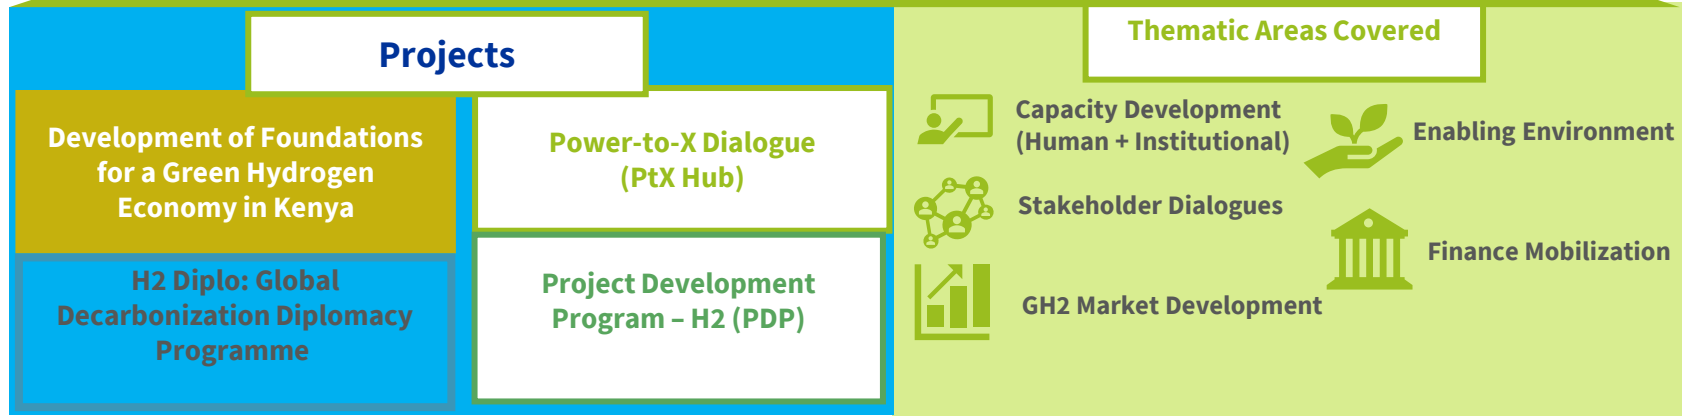 Projects
Development of Foundations
for a Green Hydrogen
Economy in Kenya
Power-to-X Dialogue
(PtX Hub)
H2 Diplo: Global
Decarbonization Diplomacy
Programme
Project Development
Program – H2 (PDP)
Thematic Areas Covered
Capacity Development
(Human + Institutional)
Enabling Environment
Stakeholder Dialogues
Finance Mobilization
GH2 Market Development